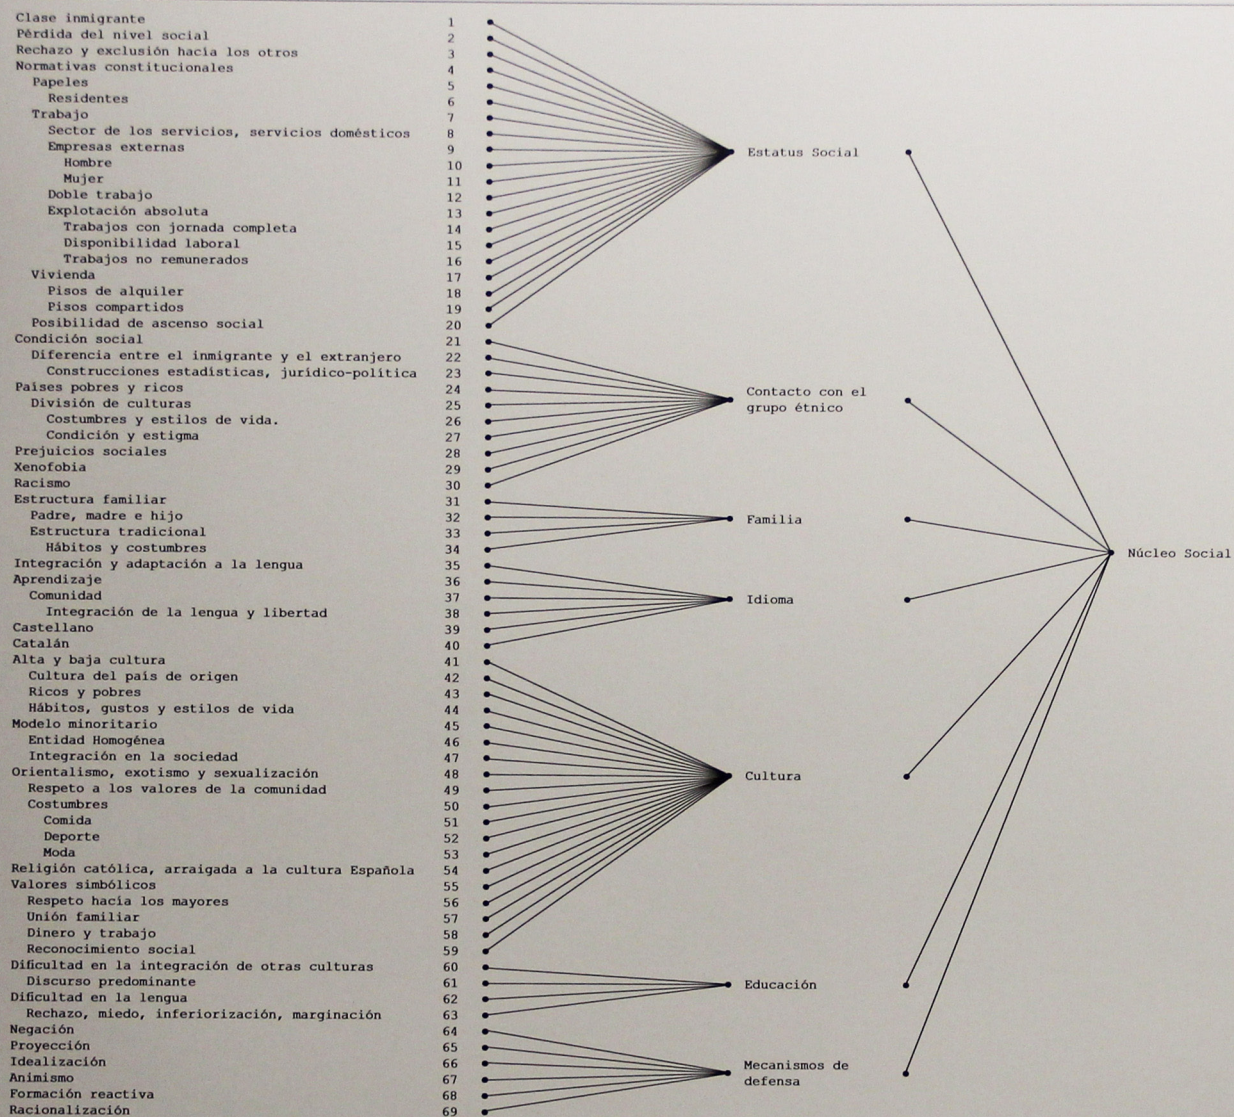 Clase inmigrante 1
Pérdida del nivel social 2
Rechazo y exclusión hacia los otros 3
Normativas constitucionales 4
Papeles 5
Residentes 6
Trabajo 7
Sector de los servicios, servicios domésticos 8
Empresas externas 9
Hombre 10
Mujer 11
Doble trabajo 12
Explotación absoluta 13
Trabajos con jornada completa 14
Disponibilidad laboral 15
Trabajos no remunerados 16
Vivienda 17
Pisos de alquiler 18
Pisos compartidos 19
Posibilidad de ascenso social 20
Condición social 21
Diferencia entre el inmigrante y el extranjero 22
Construcciones estadísticas, jurídico-política 23
Países pobres y ricos 24
División de culturas 25
Costumbres y estilos de vida. 26
Condición y estigma 27
Prejuicios sociales 28
Xenofobia 29
Racismo 30
Estructura familiar 31
Padre, madre e hijo 32
Estructura tradicional 33
Hábitos y costumbres 34
Integración y adaptación a la lengua 35
Aprendizaje 36
Comunidad 37
Integración de la lengua y libertad 38
Castellano 39
Catalán 40
Alta y baja cultura 41
Cultura del país de origen 42
Ricos y pobres 43
Hábitos, gustos y estilos de vida 44
Modelo minoritario 45
Entidad Homogénea 46
Integración en la sociedad 47
Orientalismo, exotismo y sexualización 48
Respeto a los valores de la comunidad 49
Costumbres 50
Comida 51
Deporte 52
Moda 53
Religión católica, arraigada a la cultura Española 54
Valores simbólicos 55
Respeto hacia los mayores 56
Unión familiar 57
Dinero y trabajo 58
Reconocimiento social 59
Dificultad en la integración de otras culturas 60
Discurso predominante 61
Dificultad en la lengua 62
Rechazo, miedo, inferiorización, marginación 63
Negación 64
Proyección 65
Idealización 66
Animismo 67
Formación reactiva 68
Racionalización 69
Estatus Social
Contacto con el
grupo étnico
Familia
Idioma
Cultura
Educación
Mecanismos de
defensa
Núcleo Social